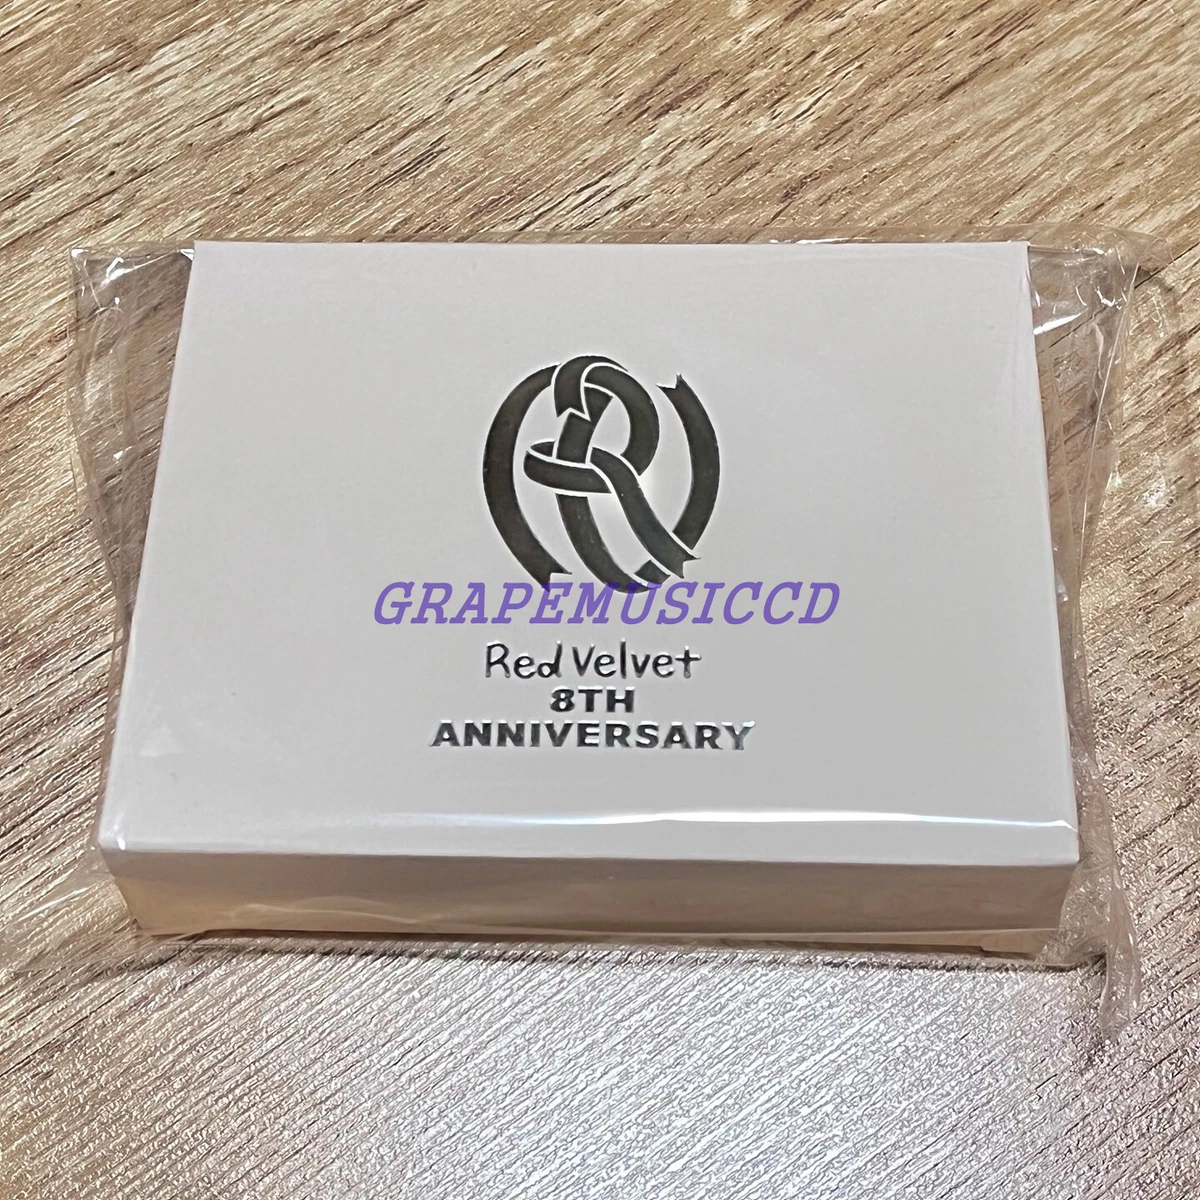 GRAPEMUSICCD
Red Velvet
8TH
ANNIVERSARY